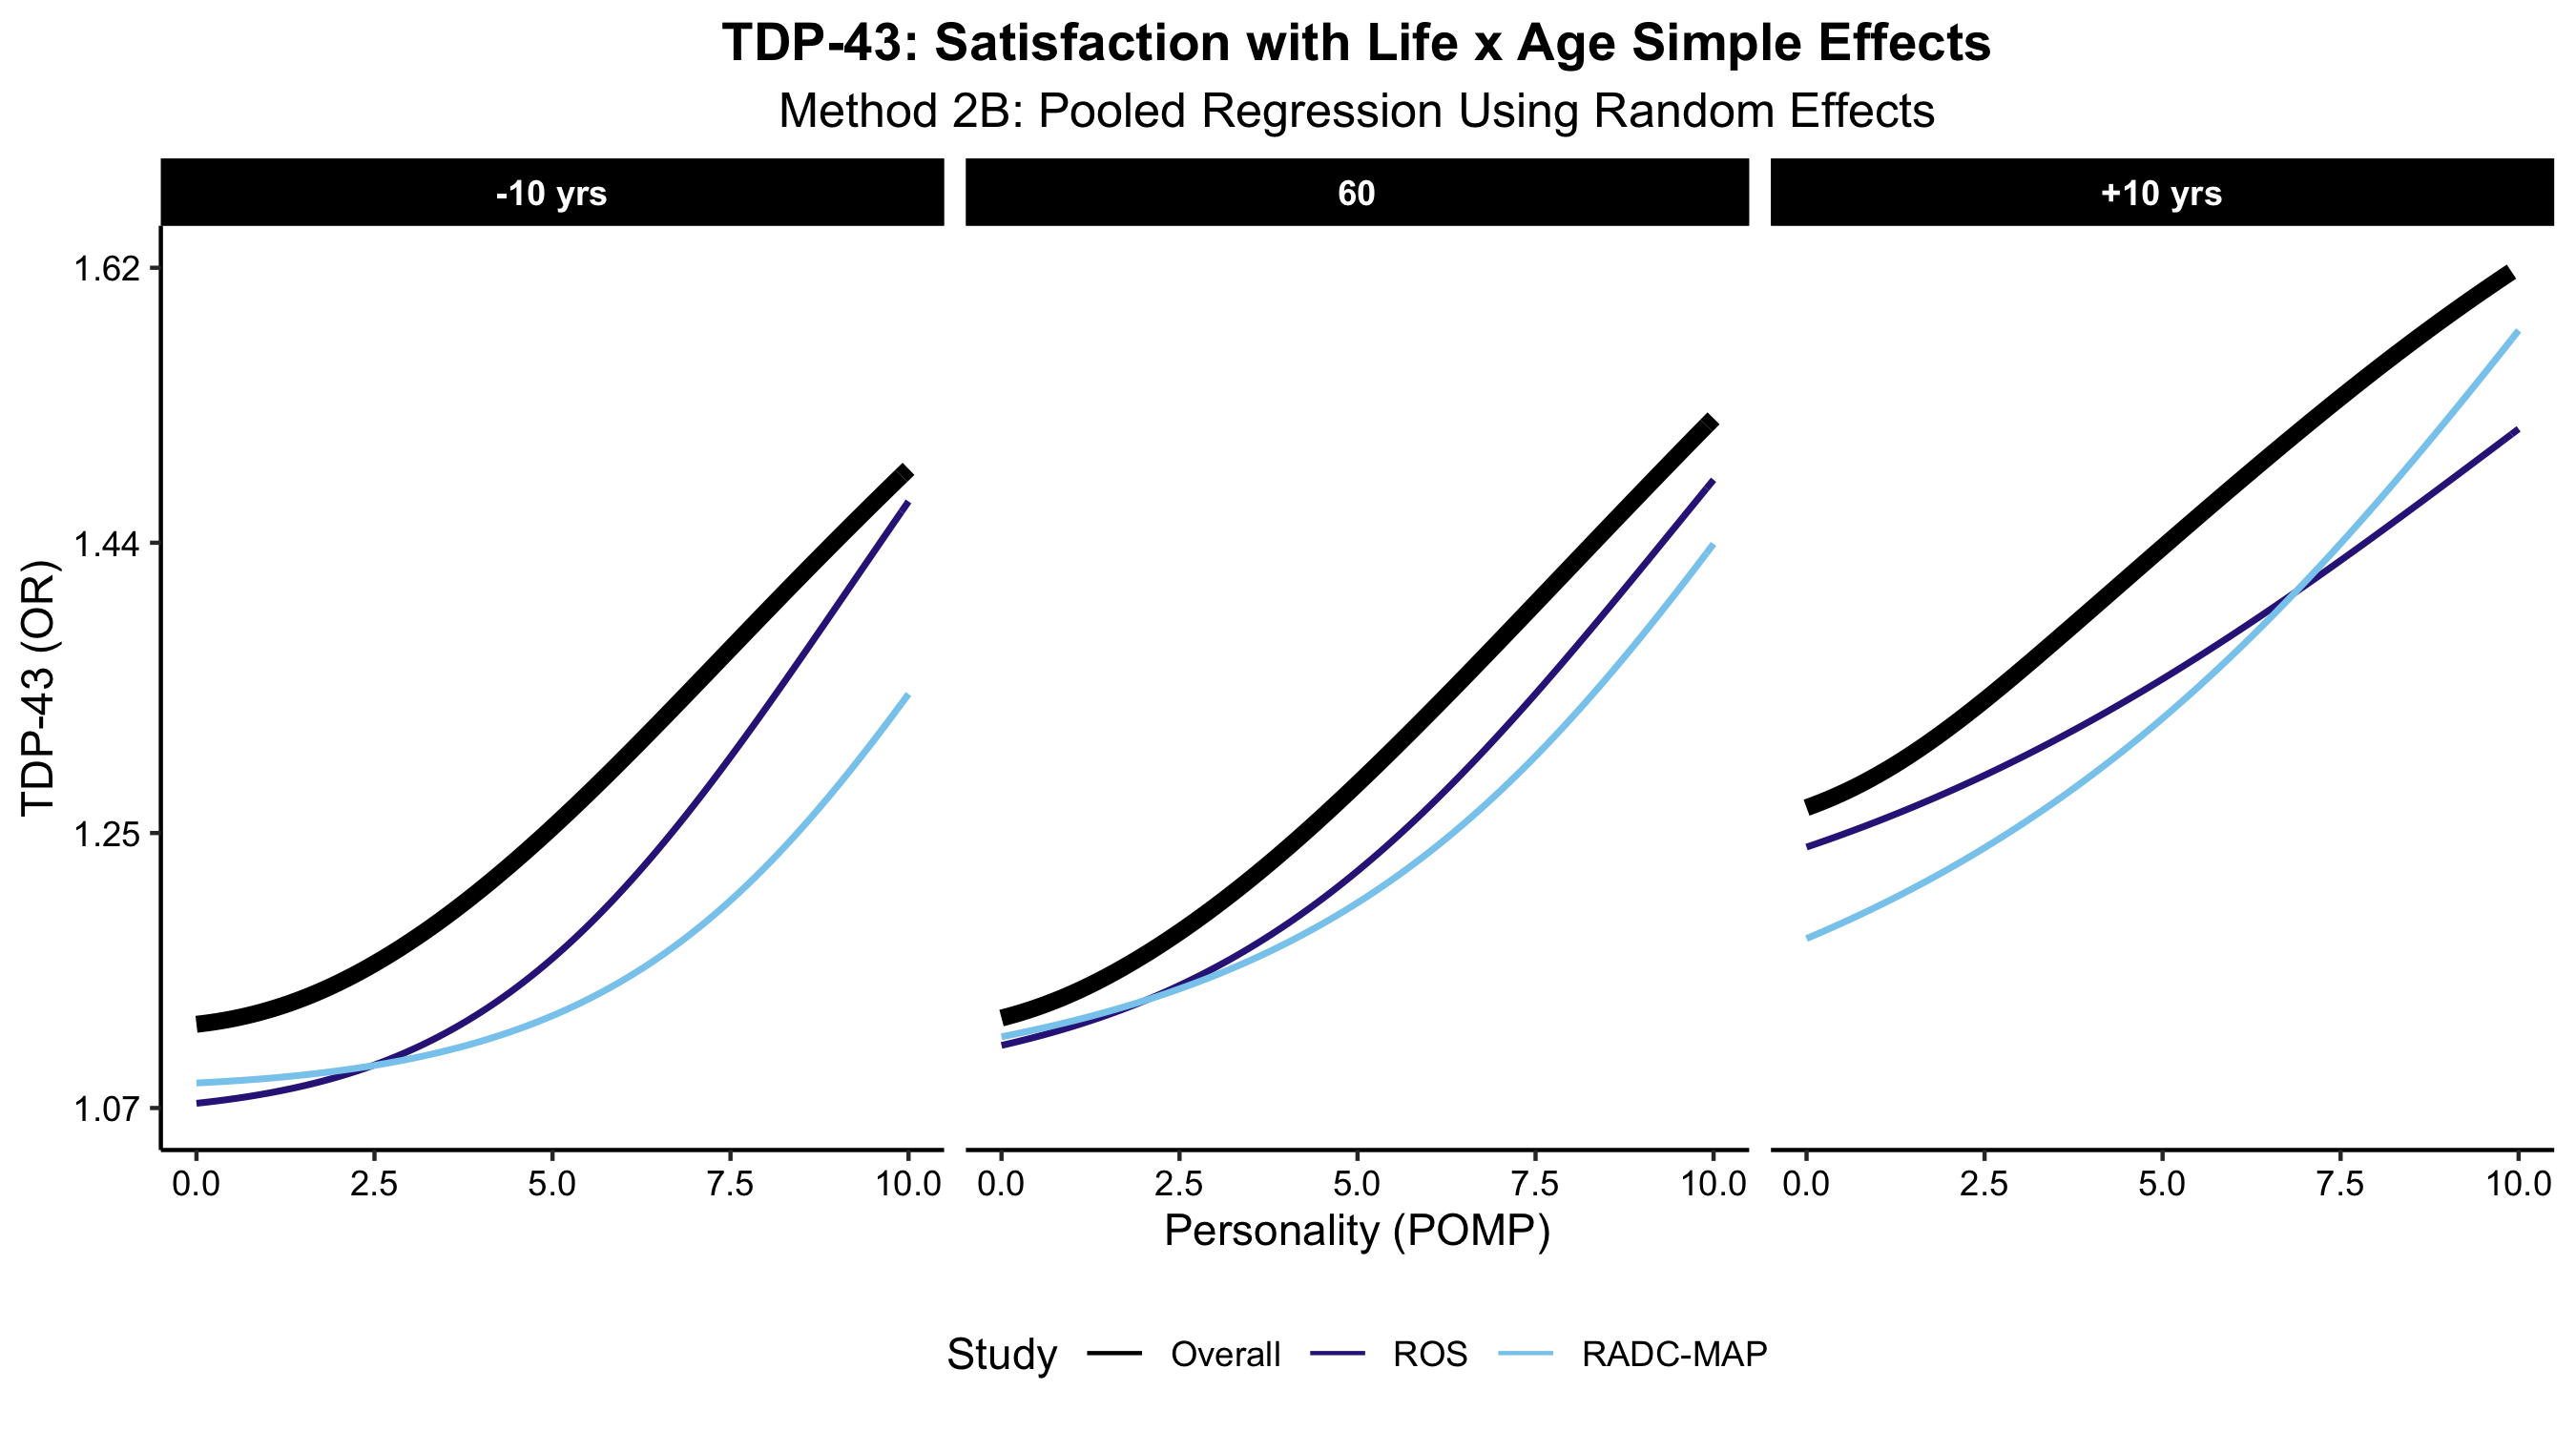 TDP-43: Satisfaction with Life x Age Simple Effects
Method 2B: Pooled Regression Using Random Effects
-10 yrs 60 +10 yrs
1.62
1.44
1.25
1.07
TDP-43 (OR)
0.0 2.5 5.0 7.5 10.0 0.0 2.5 5.0 7.5 10.0 0.0 2.5 5.0 7.5 10.0
Personality (POMP)
Study Overall ROS RADC-MAP